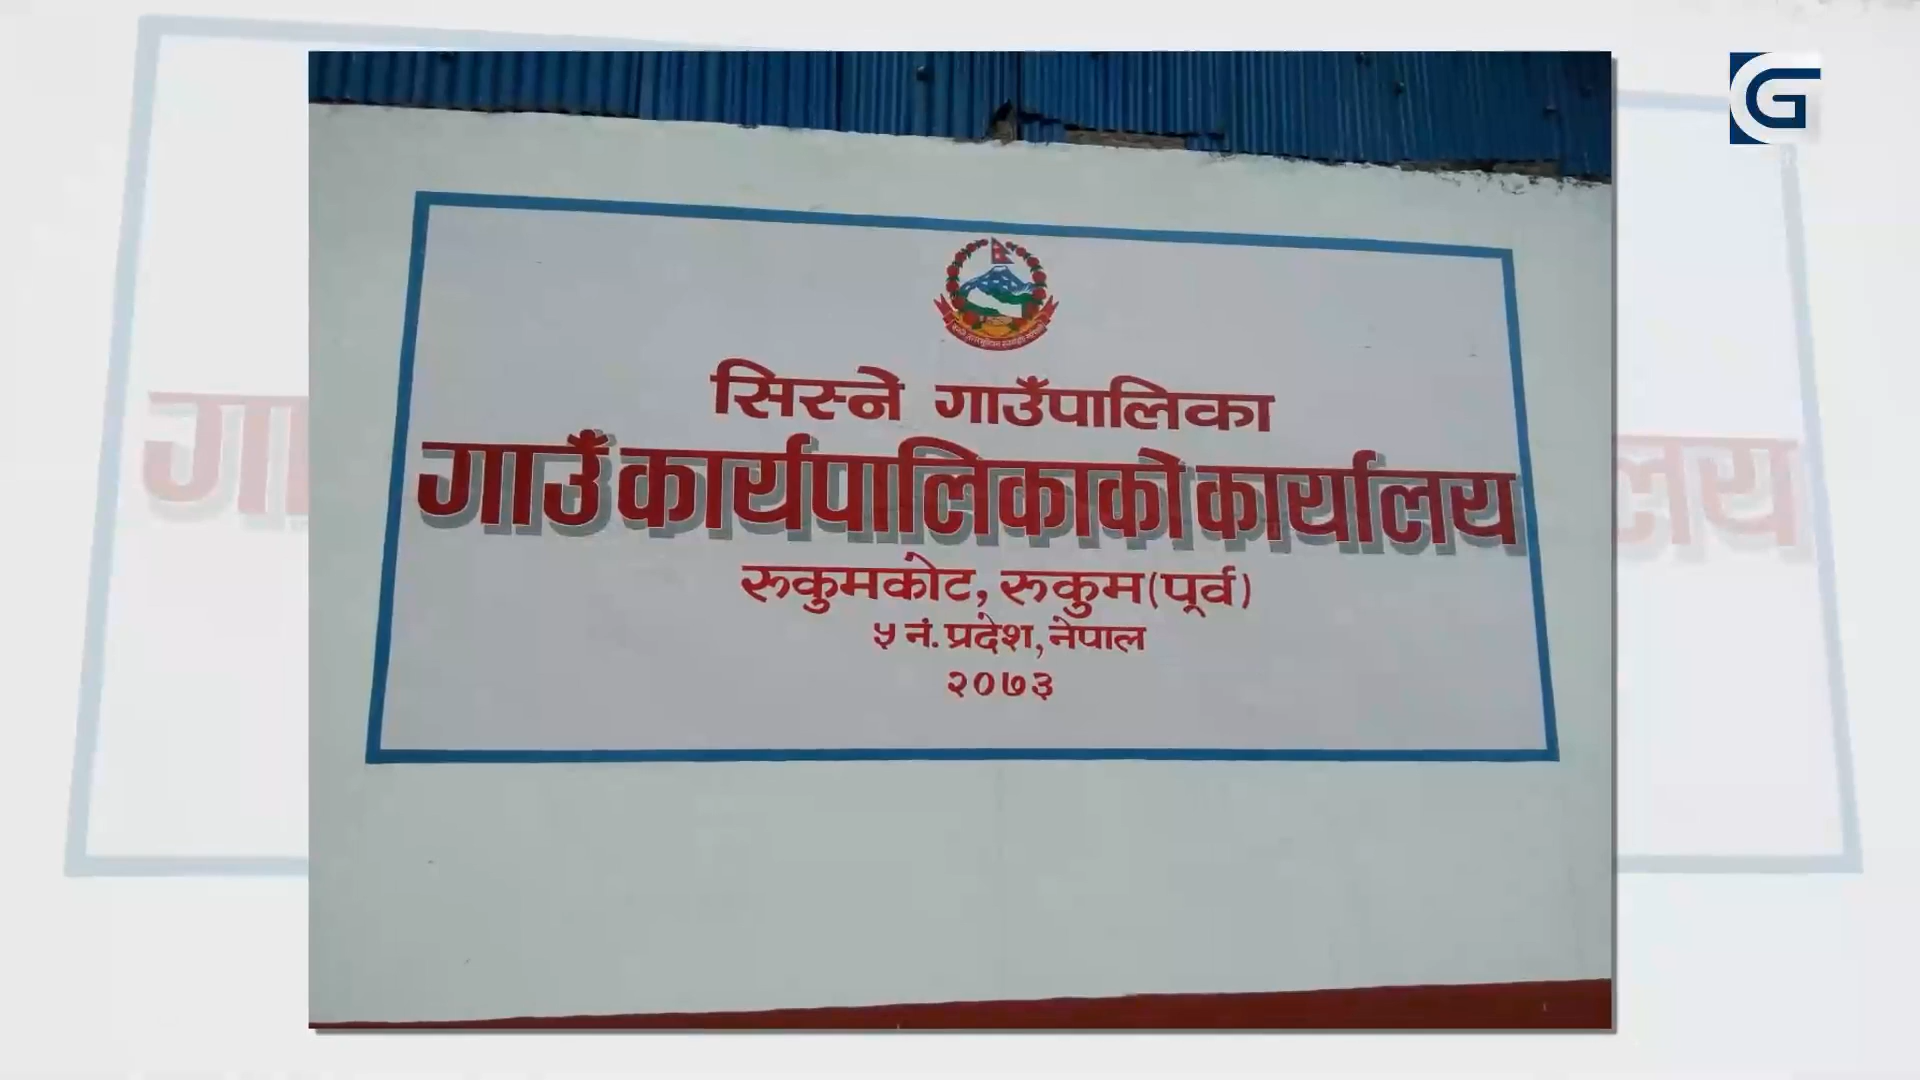 सिस्ने गाउँपालिका
गाउँ कार्यपालिकाको कार्यालय
रुकुमकोट, रुकुम(पूर्व)
५ नं. प्रदेश, नेपाल
२०७३